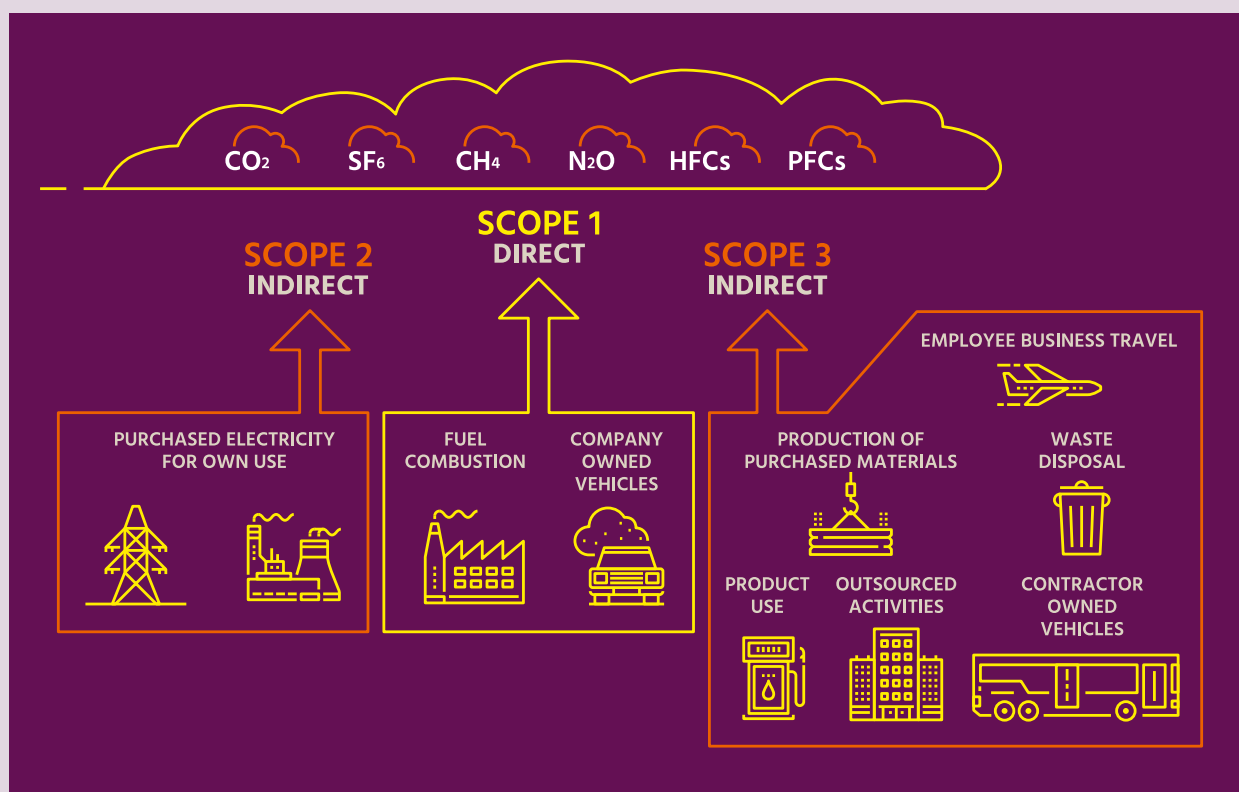 CO2 SF6 CH4 N2O HFCs PFCs
SCOPE 2
INDIRECT
SCOPE 1
DIRECT
SCOPE 3
INDIRECT
PURCHASED ELECTRICITY
FOR OWN USE
FUEL
COMBUSTION
COMPANY
OWNED
VEHICLES
EMPLOYEE BUSINESS TRAVEL
PRODUCTION OF
PURCHASED MATERIALS
WASTE
DISPOSAL
PRODUCT
USE
OUTSOURCED
ACTIVITIES
CONTRACTOR
OWNED
VEHICLES